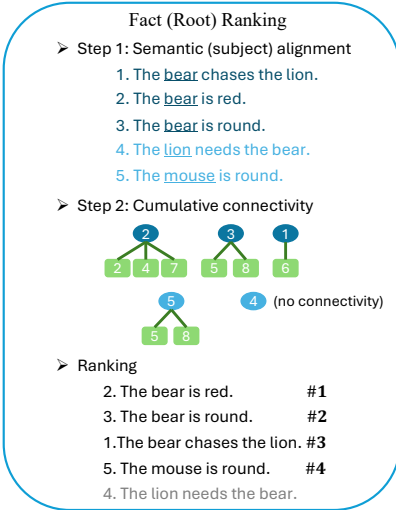 Fact (Root) Ranking
➢ Step 1: Semantic (subject) alignment
1. The bear chases the lion.
2. The bear is red.
3. The bear is round.
4. The lion needs the bear.
5. The mouse is round.
➢ Step 2: Cumulative connectivity
2 3 1
2 4 7 5 8 6
5 4 (no connectivity)
5 8
➢ Ranking
2. The bear is red. #1
3. The bear is round. #2
1.The bear chases the lion. #3
5. The mouse is round. #4
4. The lion needs the bear.